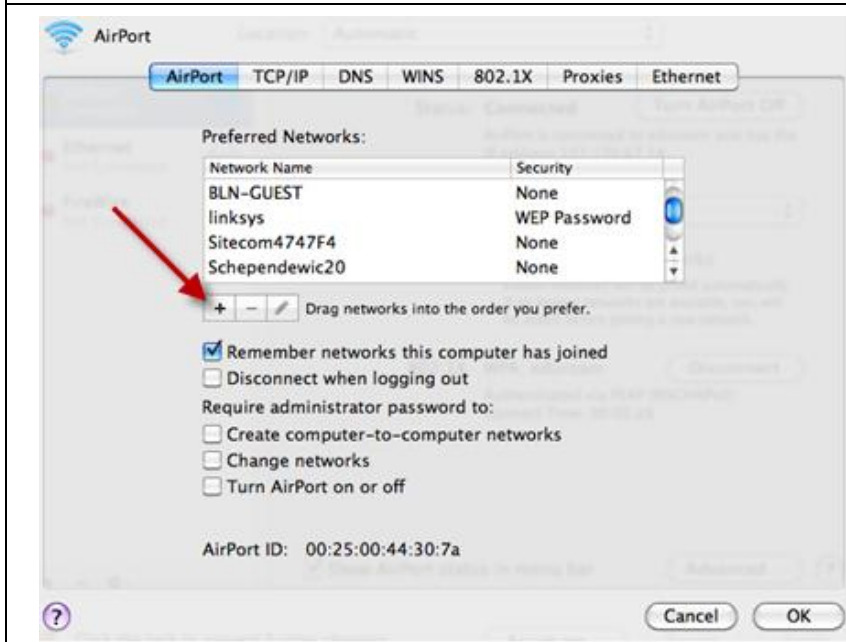 AirPort
AirPort TCP/IP DNS WINS 802.1X Proxies Ethernet
Preferred Networks:
Network Name Security
BLN-GUEST None
linksys WEP Password
Sitecom4747F4 None
Schependewic20 None
+ - Drag networks into the order you prefer.
Remember networks this computer has joined
Disconnect when logging out
Require administrator password to:
Create computer-to-computer networks
Change networks
Turn AirPort on or off
AirPort ID: 00:25:00:44:30:7a
? Cancel OK